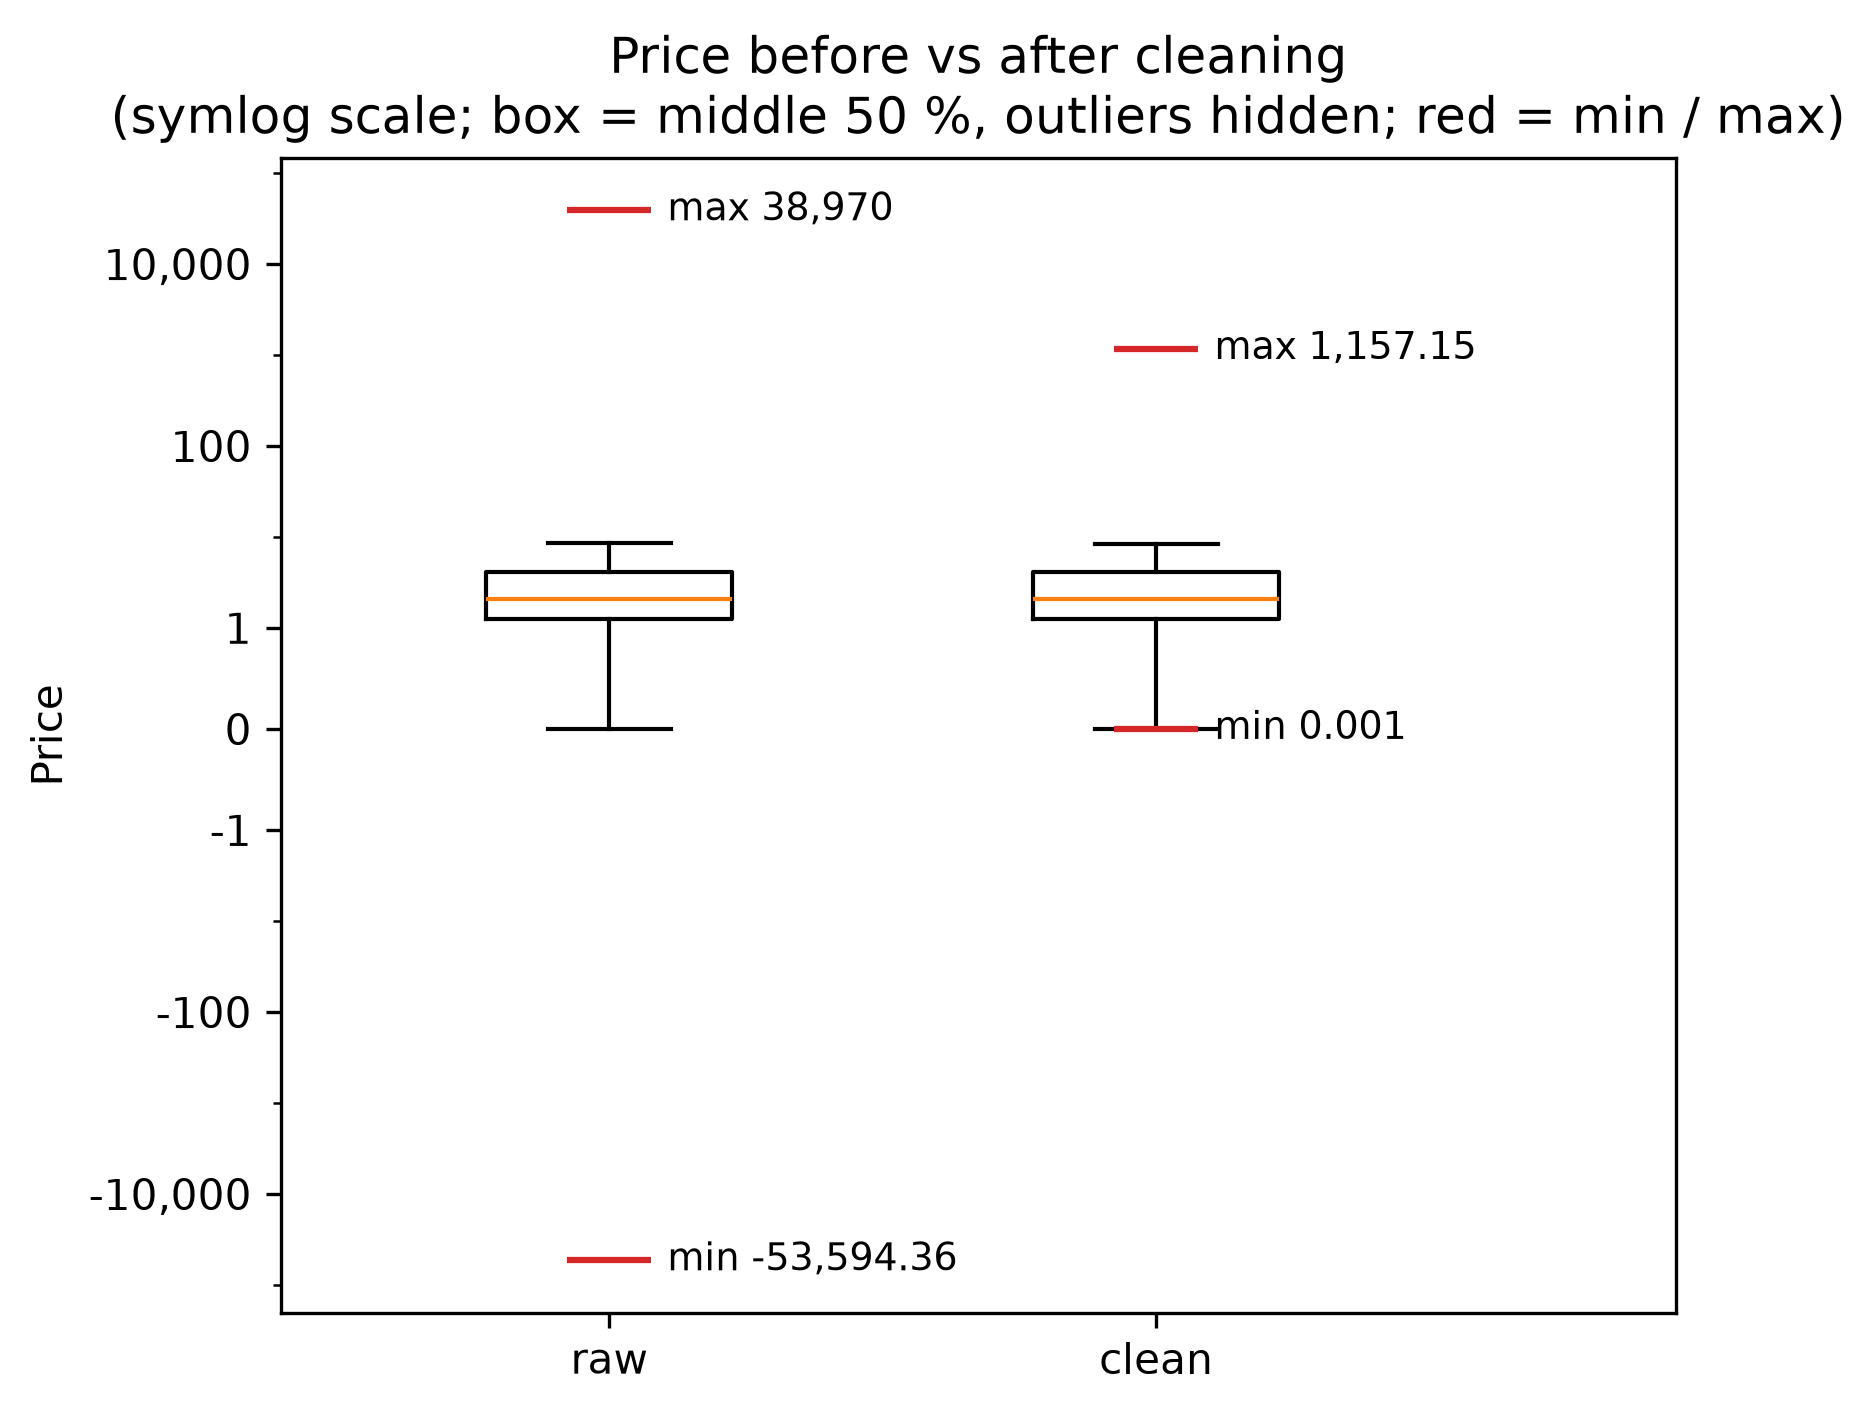 Price before vs after cleaning
(symlog scale; box = middle 50 %, outliers hidden; red = min / max)
max 38,970
10,000
max 1,157.15
100
1
min 0.001
0
Price
-1
-100
-10,000
min -53,594.36
raw
clean